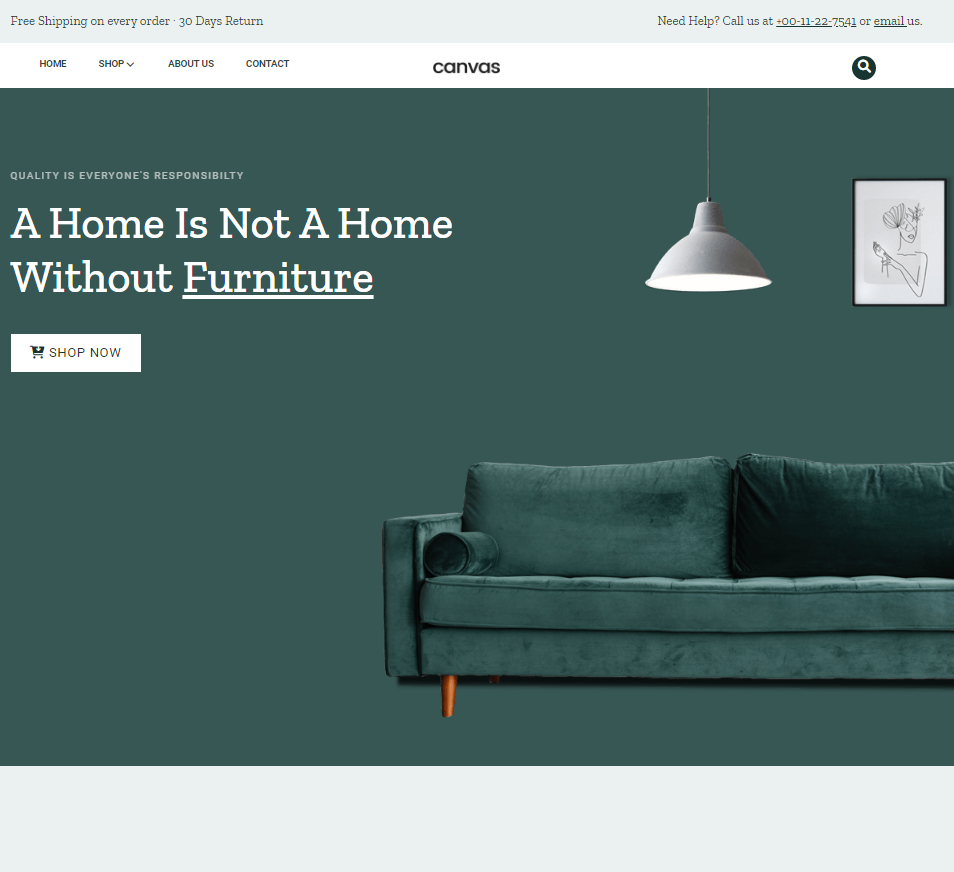 Free Shipping on every order · 30 Days Return
Need Help? Call us at +00-11-22-7541 or email us.
HOME SHOP ABOUT US CONTACT
canvas
QUALITY IS EVERYONE'S RESPONSIBILTY
A Home Is Not A Home
Without Furniture
SHOP NOW